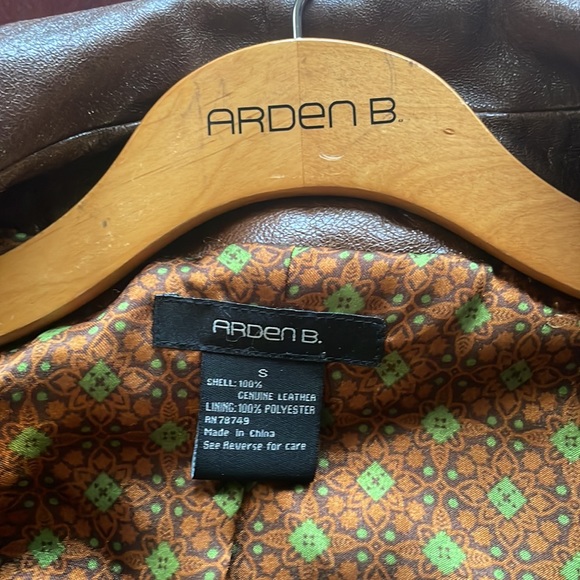 ARDEN B.
ARDEN B.
S
SHELL: 100%
GENUINE LEATHER
LINING: 100% POLYESTER
RN 78749
Made in China
See Reverse for care